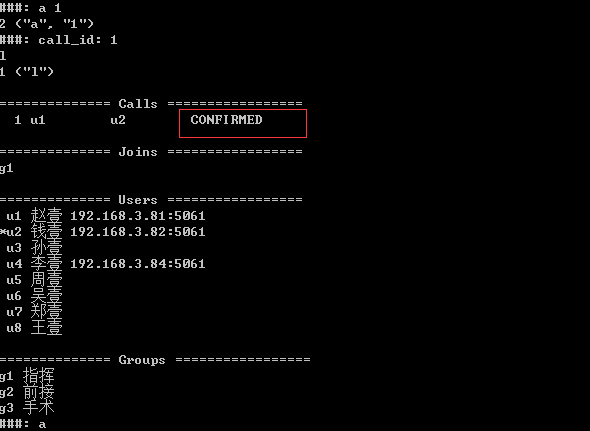 ###: a 1
2 ("a", "1")
###: call_id: 1
l
1 ("l")
============== Calls =================
1 u1 u2 CONFIRMED
============== Joins =================
g1
============== Users =================
u1 赵壹 192.168.3.81:5061
*u2 钱壹 192.168.3.82:5061
u3 孙壹
u4 李壹 192.168.3.84:5061
u5 周壹
u6 吴壹
u7 郑壹
u8 王壹
============== Groups =================
g1 指挥
g2 前接
g3 手术
###: a